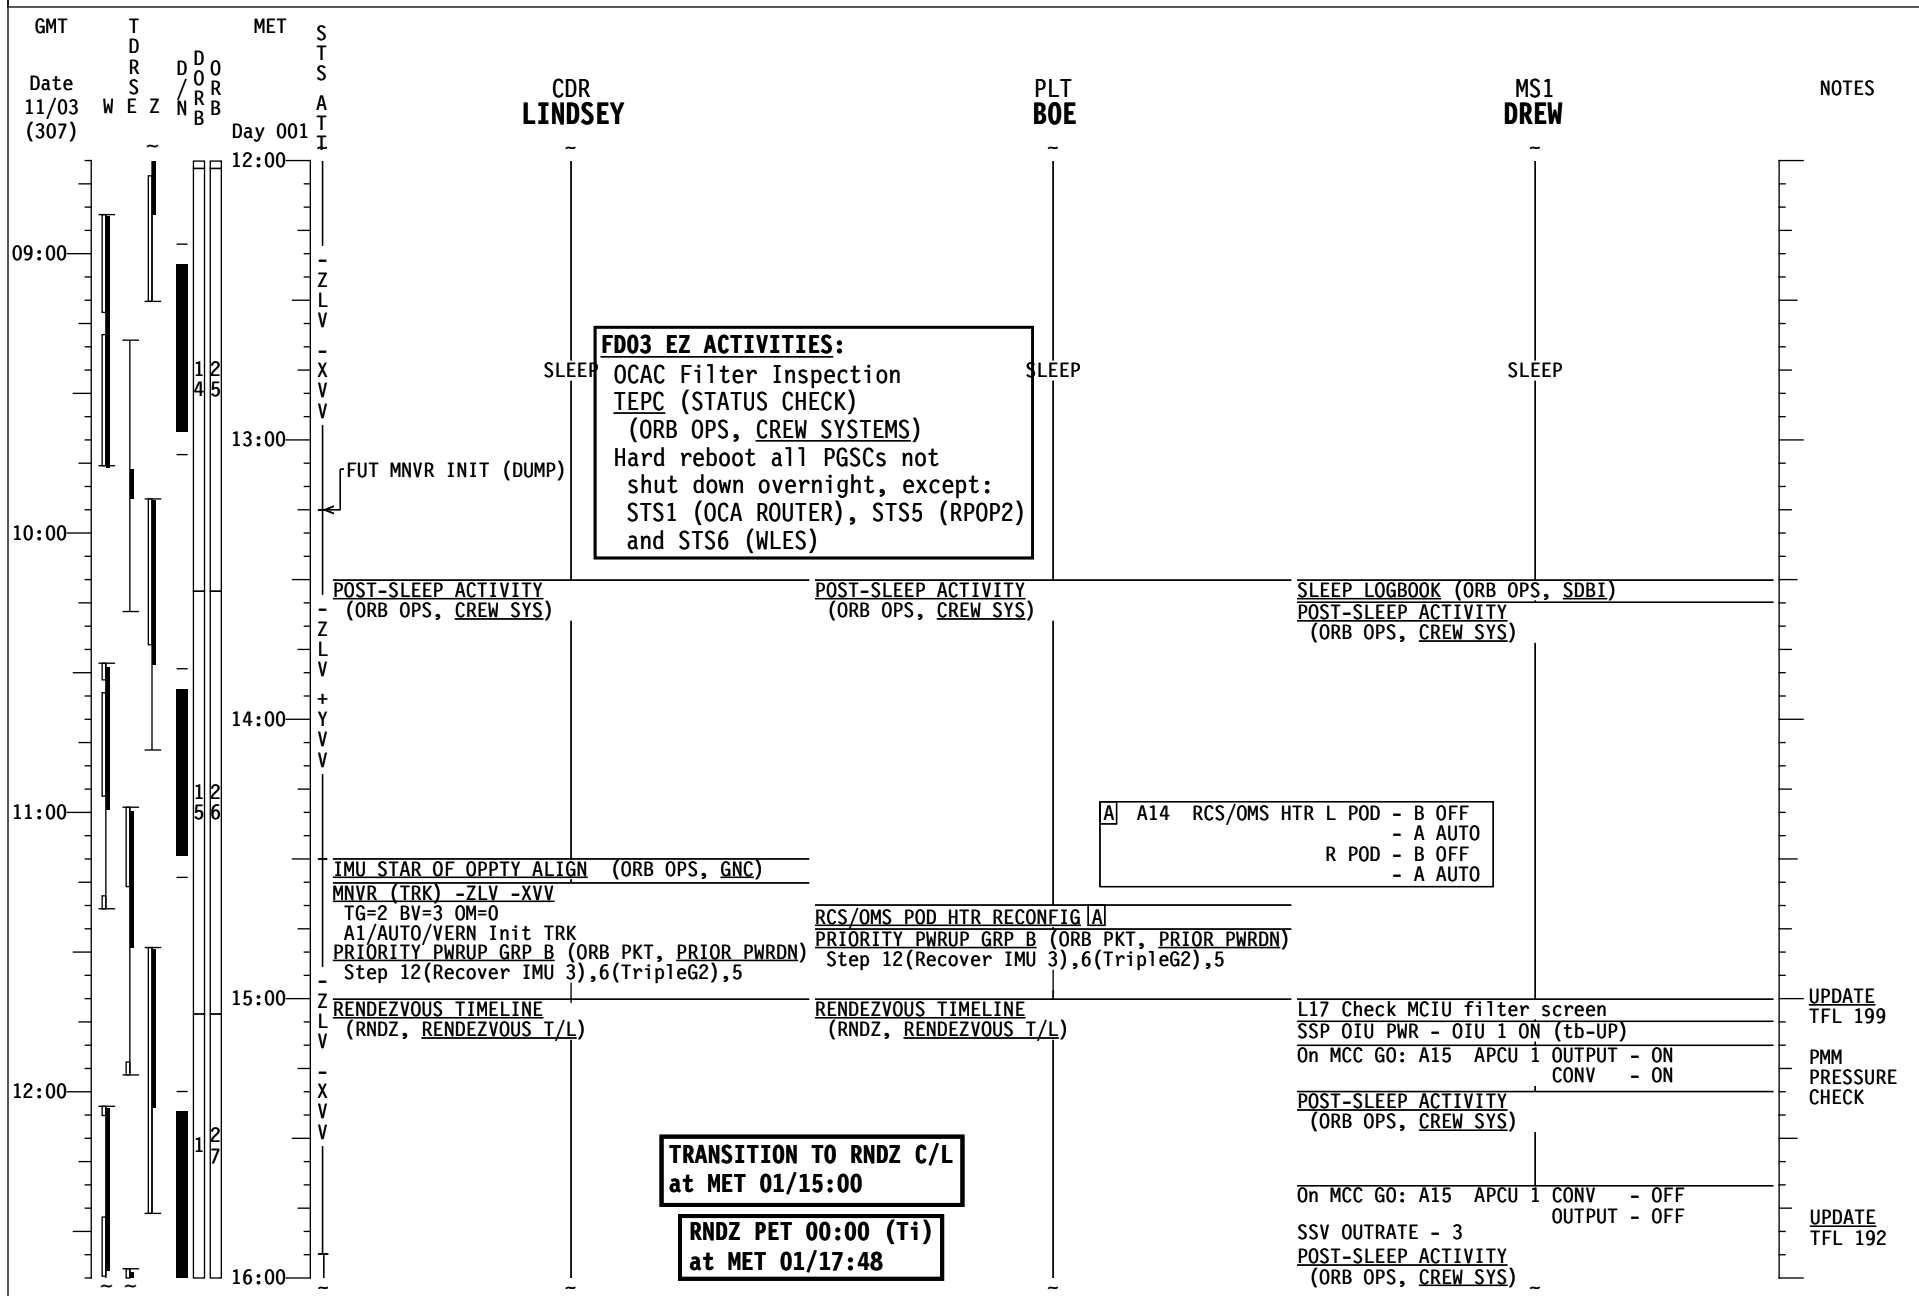 GMT
TDRSE
MET
STS ATT
Date
11/03
(307)
W E Z
D/N
DORB
ORB
Day 001
CDR
LINDSEY
PLT
BOE
MS1
DREW
NOTES
~ ~ ~ ~
12:00
09:00
-ZLV -XVV
14
25
SLEEP
SLEEP
SLEEP
FD03 EZ ACTIVITIES:
OCAC Filter Inspection
TEPC (STATUS CHECK)
(ORB OPS, CREW SYSTEMS)
Hard reboot all PGSCs not
shut down overnight, except:
STS1 (OCA ROUTER), STS5 (RPOP2)
and STS6 (WLES)
13:00
FUT MNVR INIT (DUMP)
10:00
POST-SLEEP ACTIVITY
(ORB OPS, CREW SYS)
POST-SLEEP ACTIVITY
(ORB OPS, CREW SYS)
SLEEP LOGBOOK (ORB OPS, SDBI)
POST-SLEEP ACTIVITY
(ORB OPS, CREW SYS)
-ZLV +YVV
14:00
15
26
11:00
A A14 RCS/OMS HTR L POD - B OFF
- A AUTO
R POD - B OFF
- A AUTO
IMU STAR OF OPPTY ALIGN (ORB OPS, GNC)
MNVR (TRK) -ZLV -XVV
TG=2 BV=3 OM=0
A1/AUTO/VERN Init TRK
PRIORITY PWRUP GRP B (ORB PKT, PRIOR PWRDN)
Step 12(Recover IMU 3),6(TripleG2),5
RCS/OMS POD HTR RECONFIG A
PRIORITY PWRUP GRP B (ORB PKT, PRIOR PWRDN)
Step 12(Recover IMU 3),6(TripleG2),5
15:00
-ZLV -XVV
RENDEZVOUS TIMELINE
(RNDZ, RENDEZVOUS T/L)
RENDEZVOUS TIMELINE
(RNDZ, RENDEZVOUS T/L)
L17 Check MCIU filter screen
SSP OIU PWR - OIU 1 ON (tb-UP)
On MCC GO: A15 APCU 1 OUTPUT - ON
CONV - ON
POST-SLEEP ACTIVITY
(ORB OPS, CREW SYS)
UPDATE
TFL 199
PMM
PRESSURE
CHECK
12:00
1
27
TRANSITION TO RNDZ C/L
at MET 01/15:00
RNDZ PET 00:00 (Ti)
at MET 01/17:48
On MCC GO: A15 APCU 1 CONV - OFF
OUTPUT - OFF
SSV OUTRATE - 3
POST-SLEEP ACTIVITY
(ORB OPS, CREW SYS)
UPDATE
TFL 192
16:00
~ ~ ~ ~ ~ ~